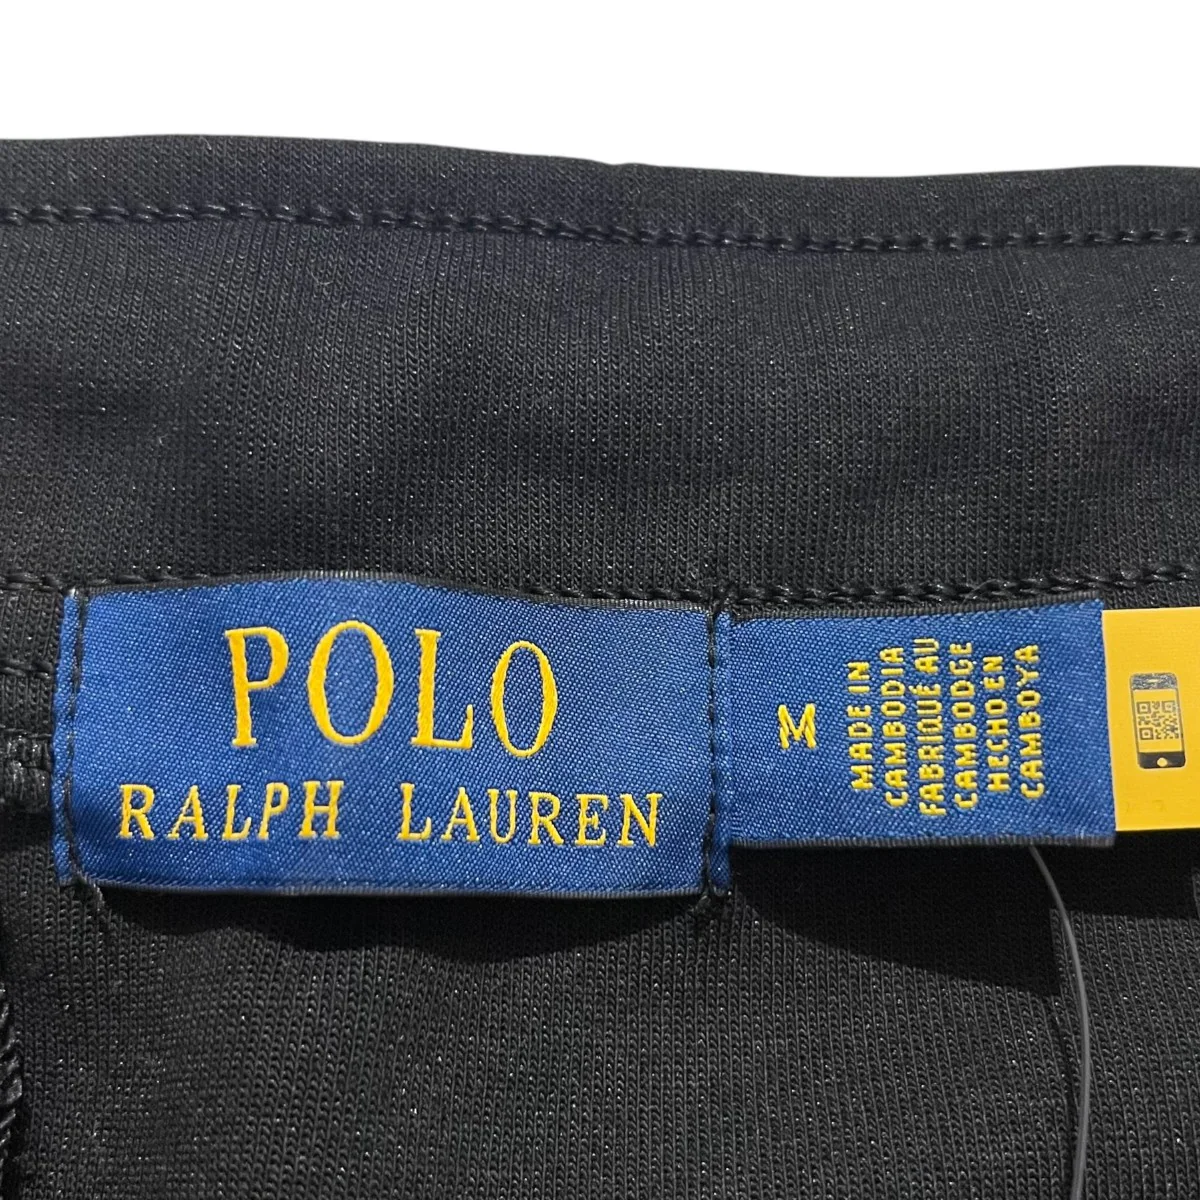 POLO
RALPH LAUREN
M
MADE IN
CAMBODIA
FABRIQUÉ AU
CAMBODGE
HECHO EN
CAMBOYA